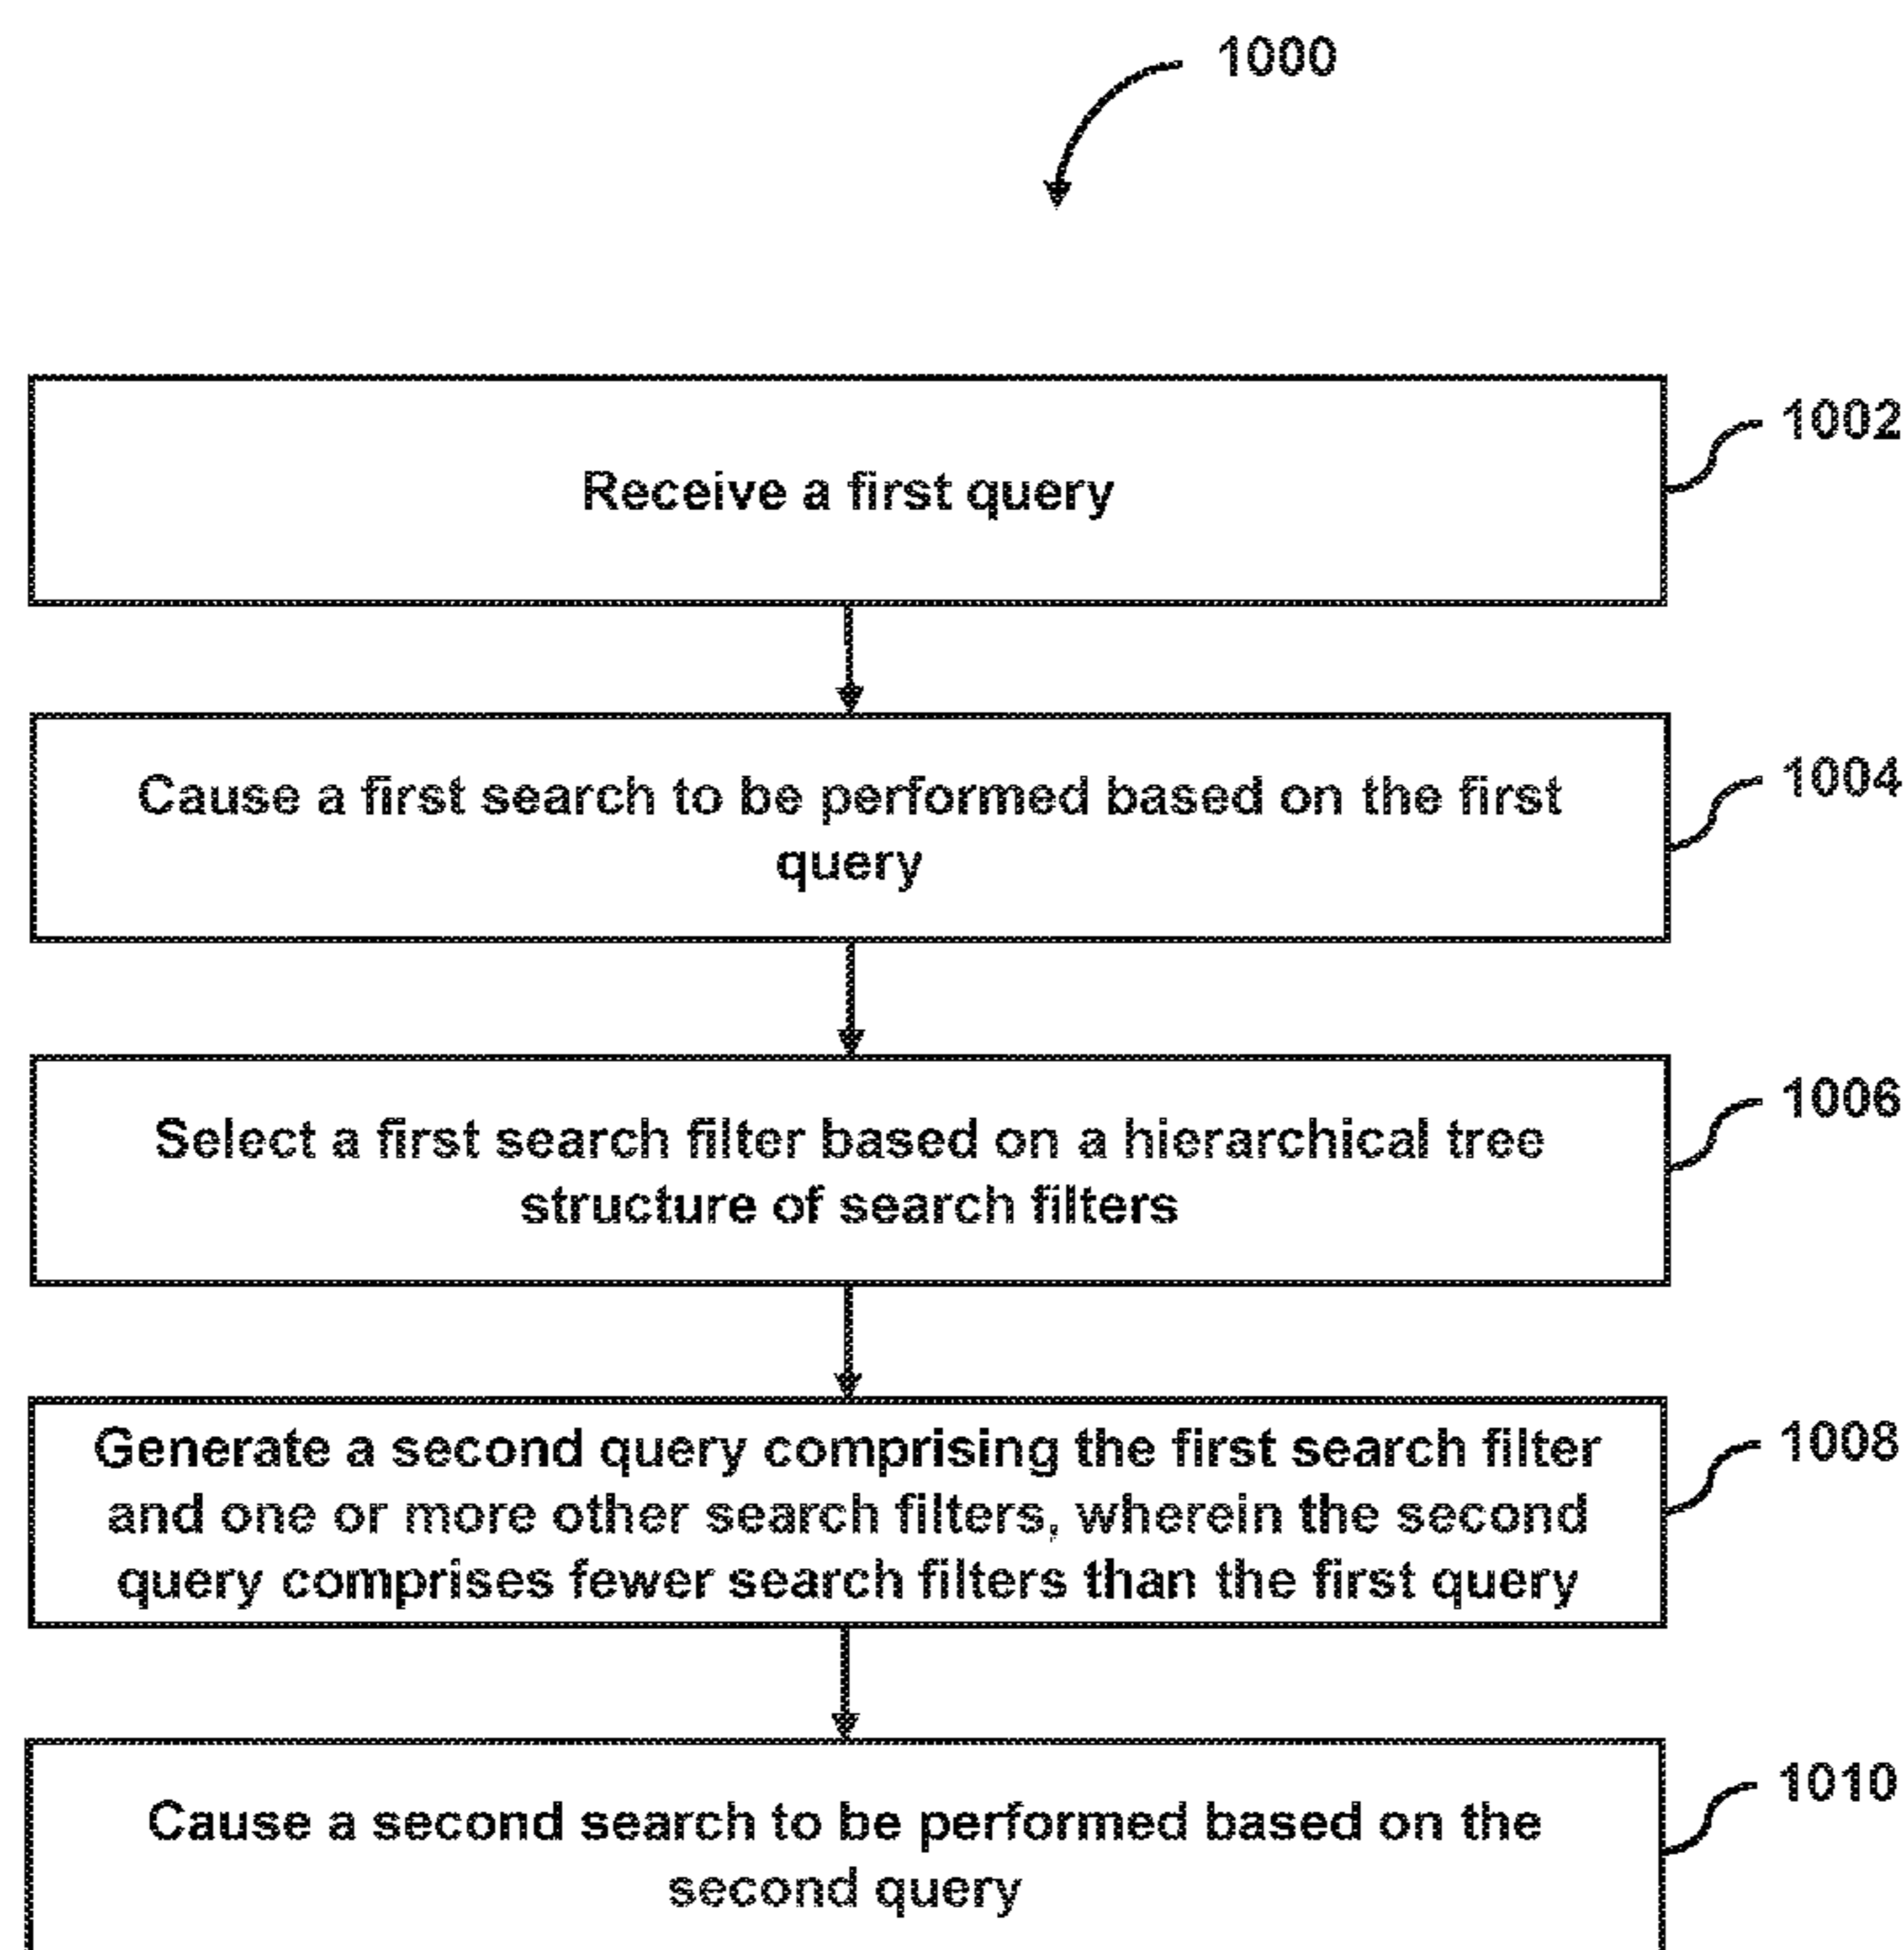 1000
1002
Receive a first query
1004
Cause a first search to be performed based on the first
query
1006
Select a first search filter based on a hierarchical tree
structure of search filters
1008
Generate a second query comprising the first search filter
and one or more other search filters, wherein the second
query comprises fewer search filters than the first query
1010
Cause a second search to be performed based on the
second query